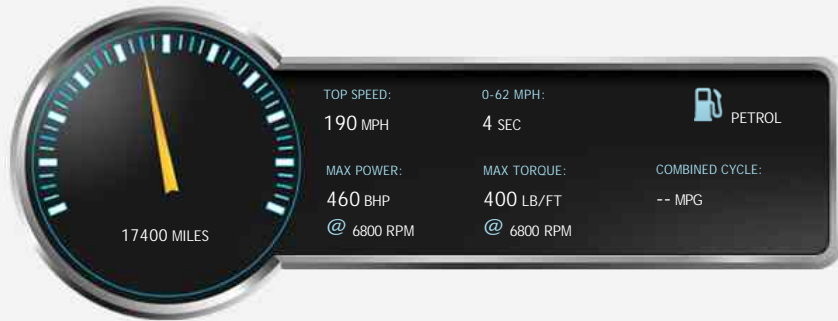 TOP SPEED:
190 MPH
0-62 MPH:
4 SEC
PETROL
MAX POWER:
460 BHP
@ 6800 RPM
MAX TORQUE:
400 LB/FT
@ 6800 RPM
COMBINED CYCLE:
-- MPG
17400 MILES